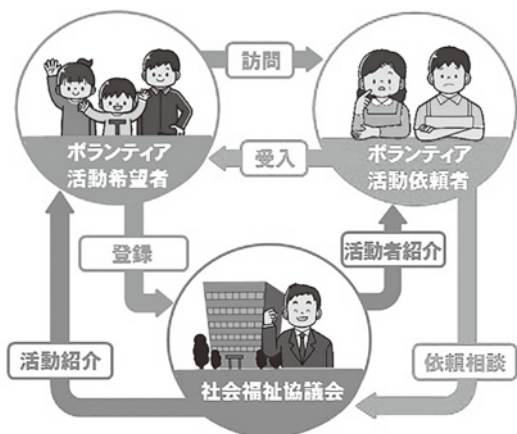 訪問
ボランティア
活動希望者
ボランティア
活動依頼者
受入
登録
活動者紹介
活動紹介
依頼相談
社会福祉協議会